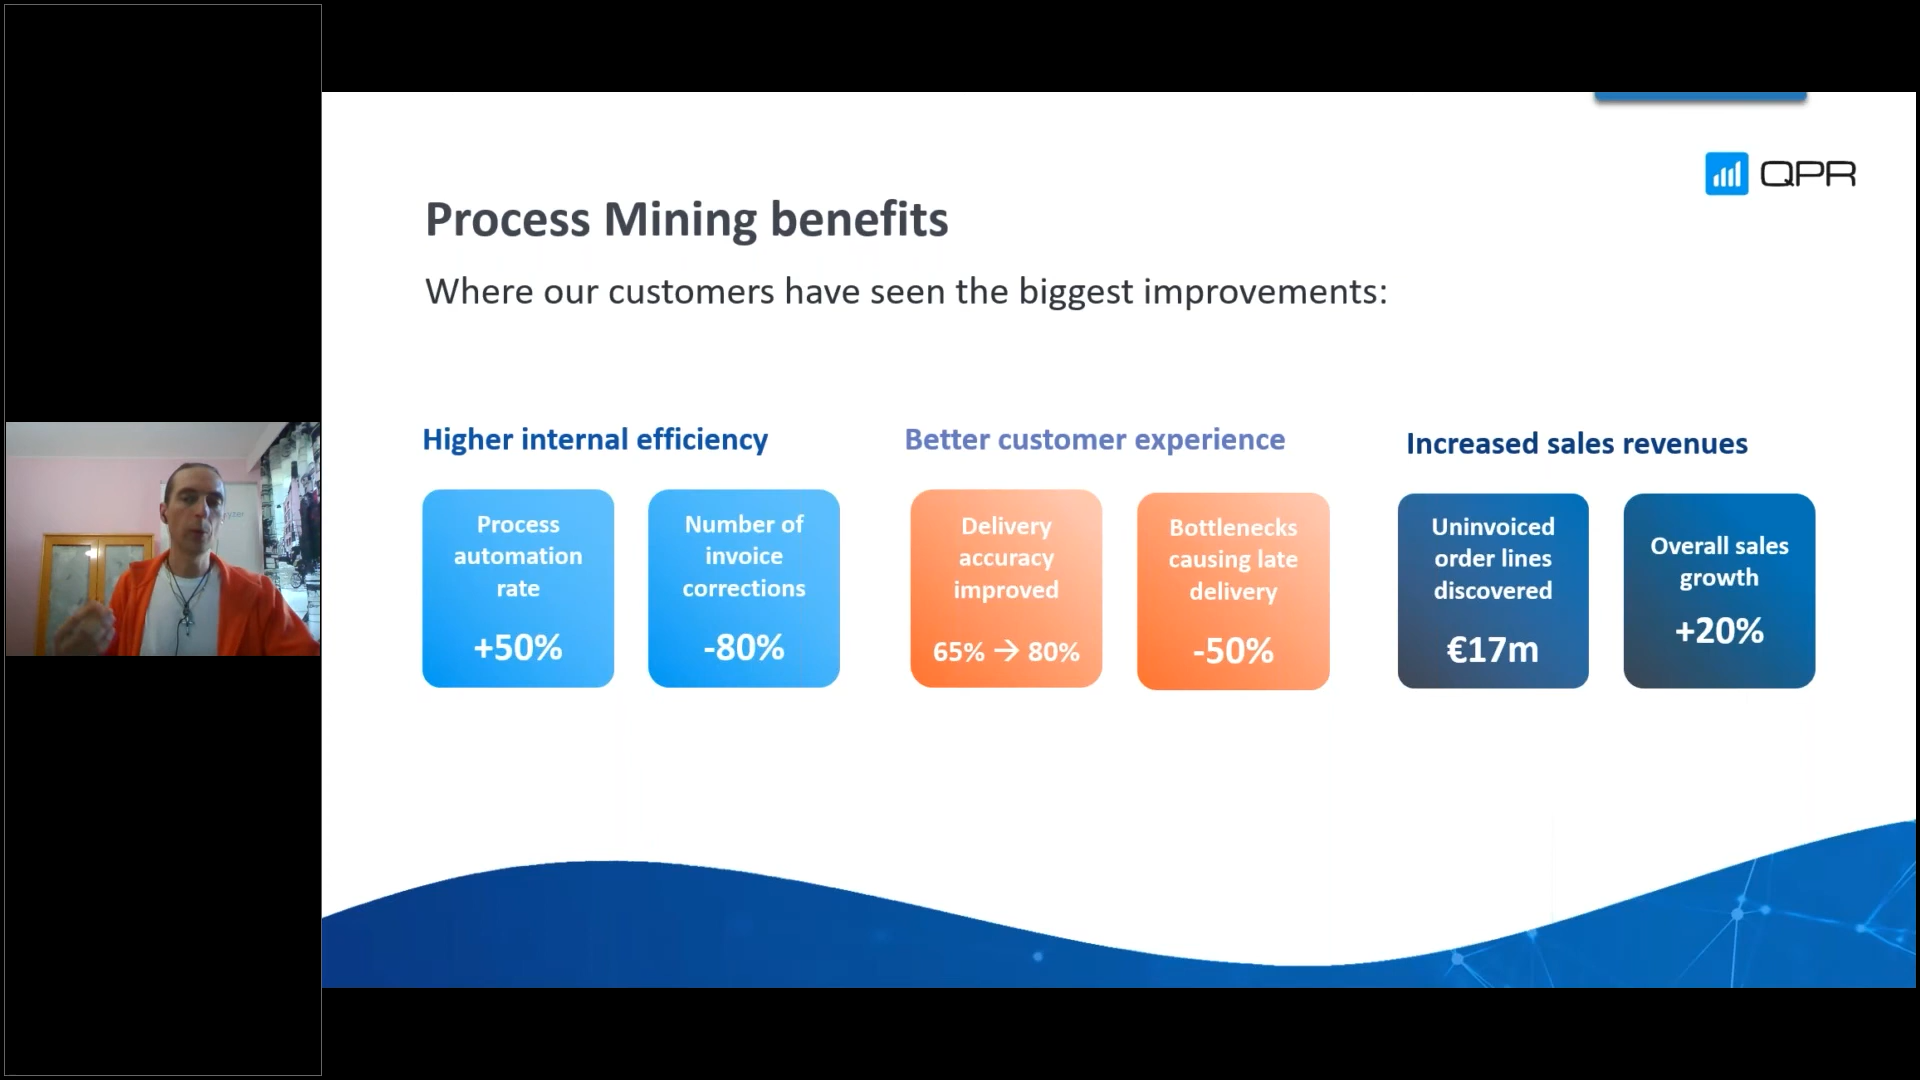 QPR
Process Mining benefits
Where our customers have seen the biggest improvements:
Higher internal efficiency
Process
automation
rate
+50%
Number of
invoice
corrections
-80%
Better customer experience
Delivery
accuracy
improved
65% → 80%
Bottlenecks
causing late
delivery
-50%
Increased sales revenues
Uninvoiced
order lines
discovered
€17m
Overall sales
growth
+20%